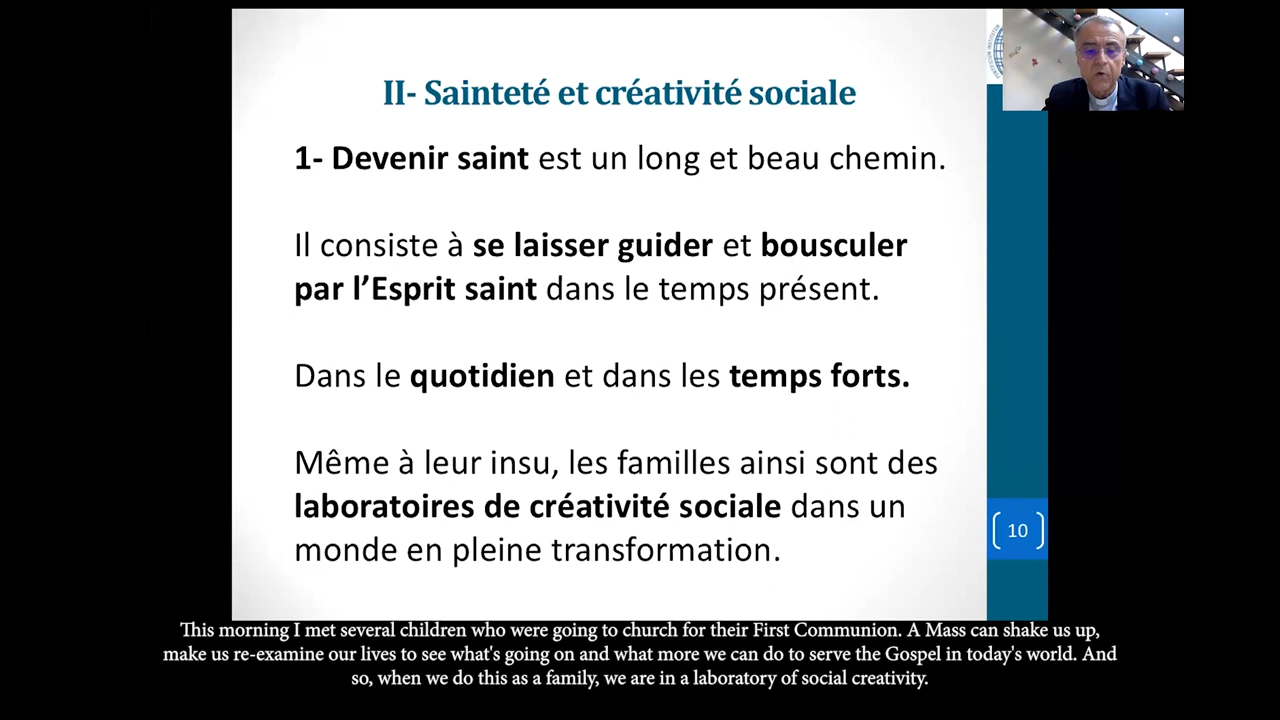 II- Sainteté et créativité sociale
1- Devenir saint est un long et beau chemin.
Il consiste à se laisser guider et bousculer
par l’Esprit saint dans le temps présent.
Dans le quotidien et dans les temps forts.
Même à leur insu, les familles ainsi sont des
laboratoires de créativité sociale dans un
monde en pleine transformation.
10
This morning I met several children who were going to church for their First Communion. A Mass can shake us up,
make us re-examine our lives to see what's going on and what more we can do to serve the Gospel in today's world. And
so, when we do this as a family, we are in a laboratory of social creativity.